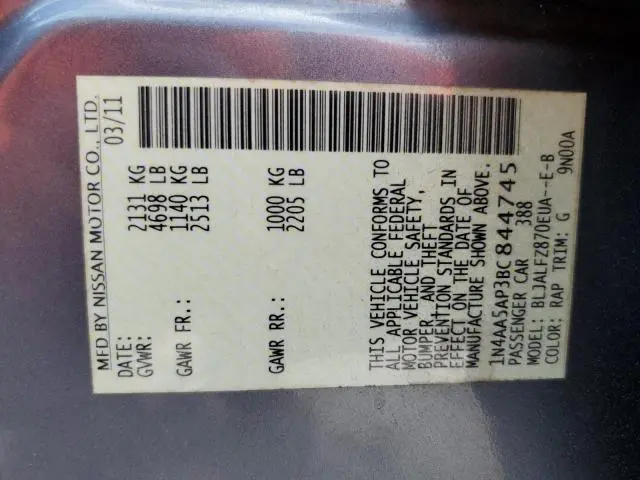 MFD BY NISSAN MOTOR CO., LTD.
DATE: 03/11
GVWR: 2131 KG
4698 LB
GAWR FR.: 1140 KG
2513 LB
GAWR RR.: 1000 KG
2205 LB
THIS VEHICLE CONFORMS TO
ALL APPLICABLE FEDERAL
MOTOR VEHICLE SAFETY,
BUMPER, AND THEFT
PREVENTION STANDARDS IN
EFFECT ON THE DATE OF
MANUFACTURE SHOWN ABOVE.
1N4AA5AP3BC844745
PASSENGER CAR 388
MODEL: BLJALFZ870EUA--E-B
COLOR: RAP TRIM: G 9N00A